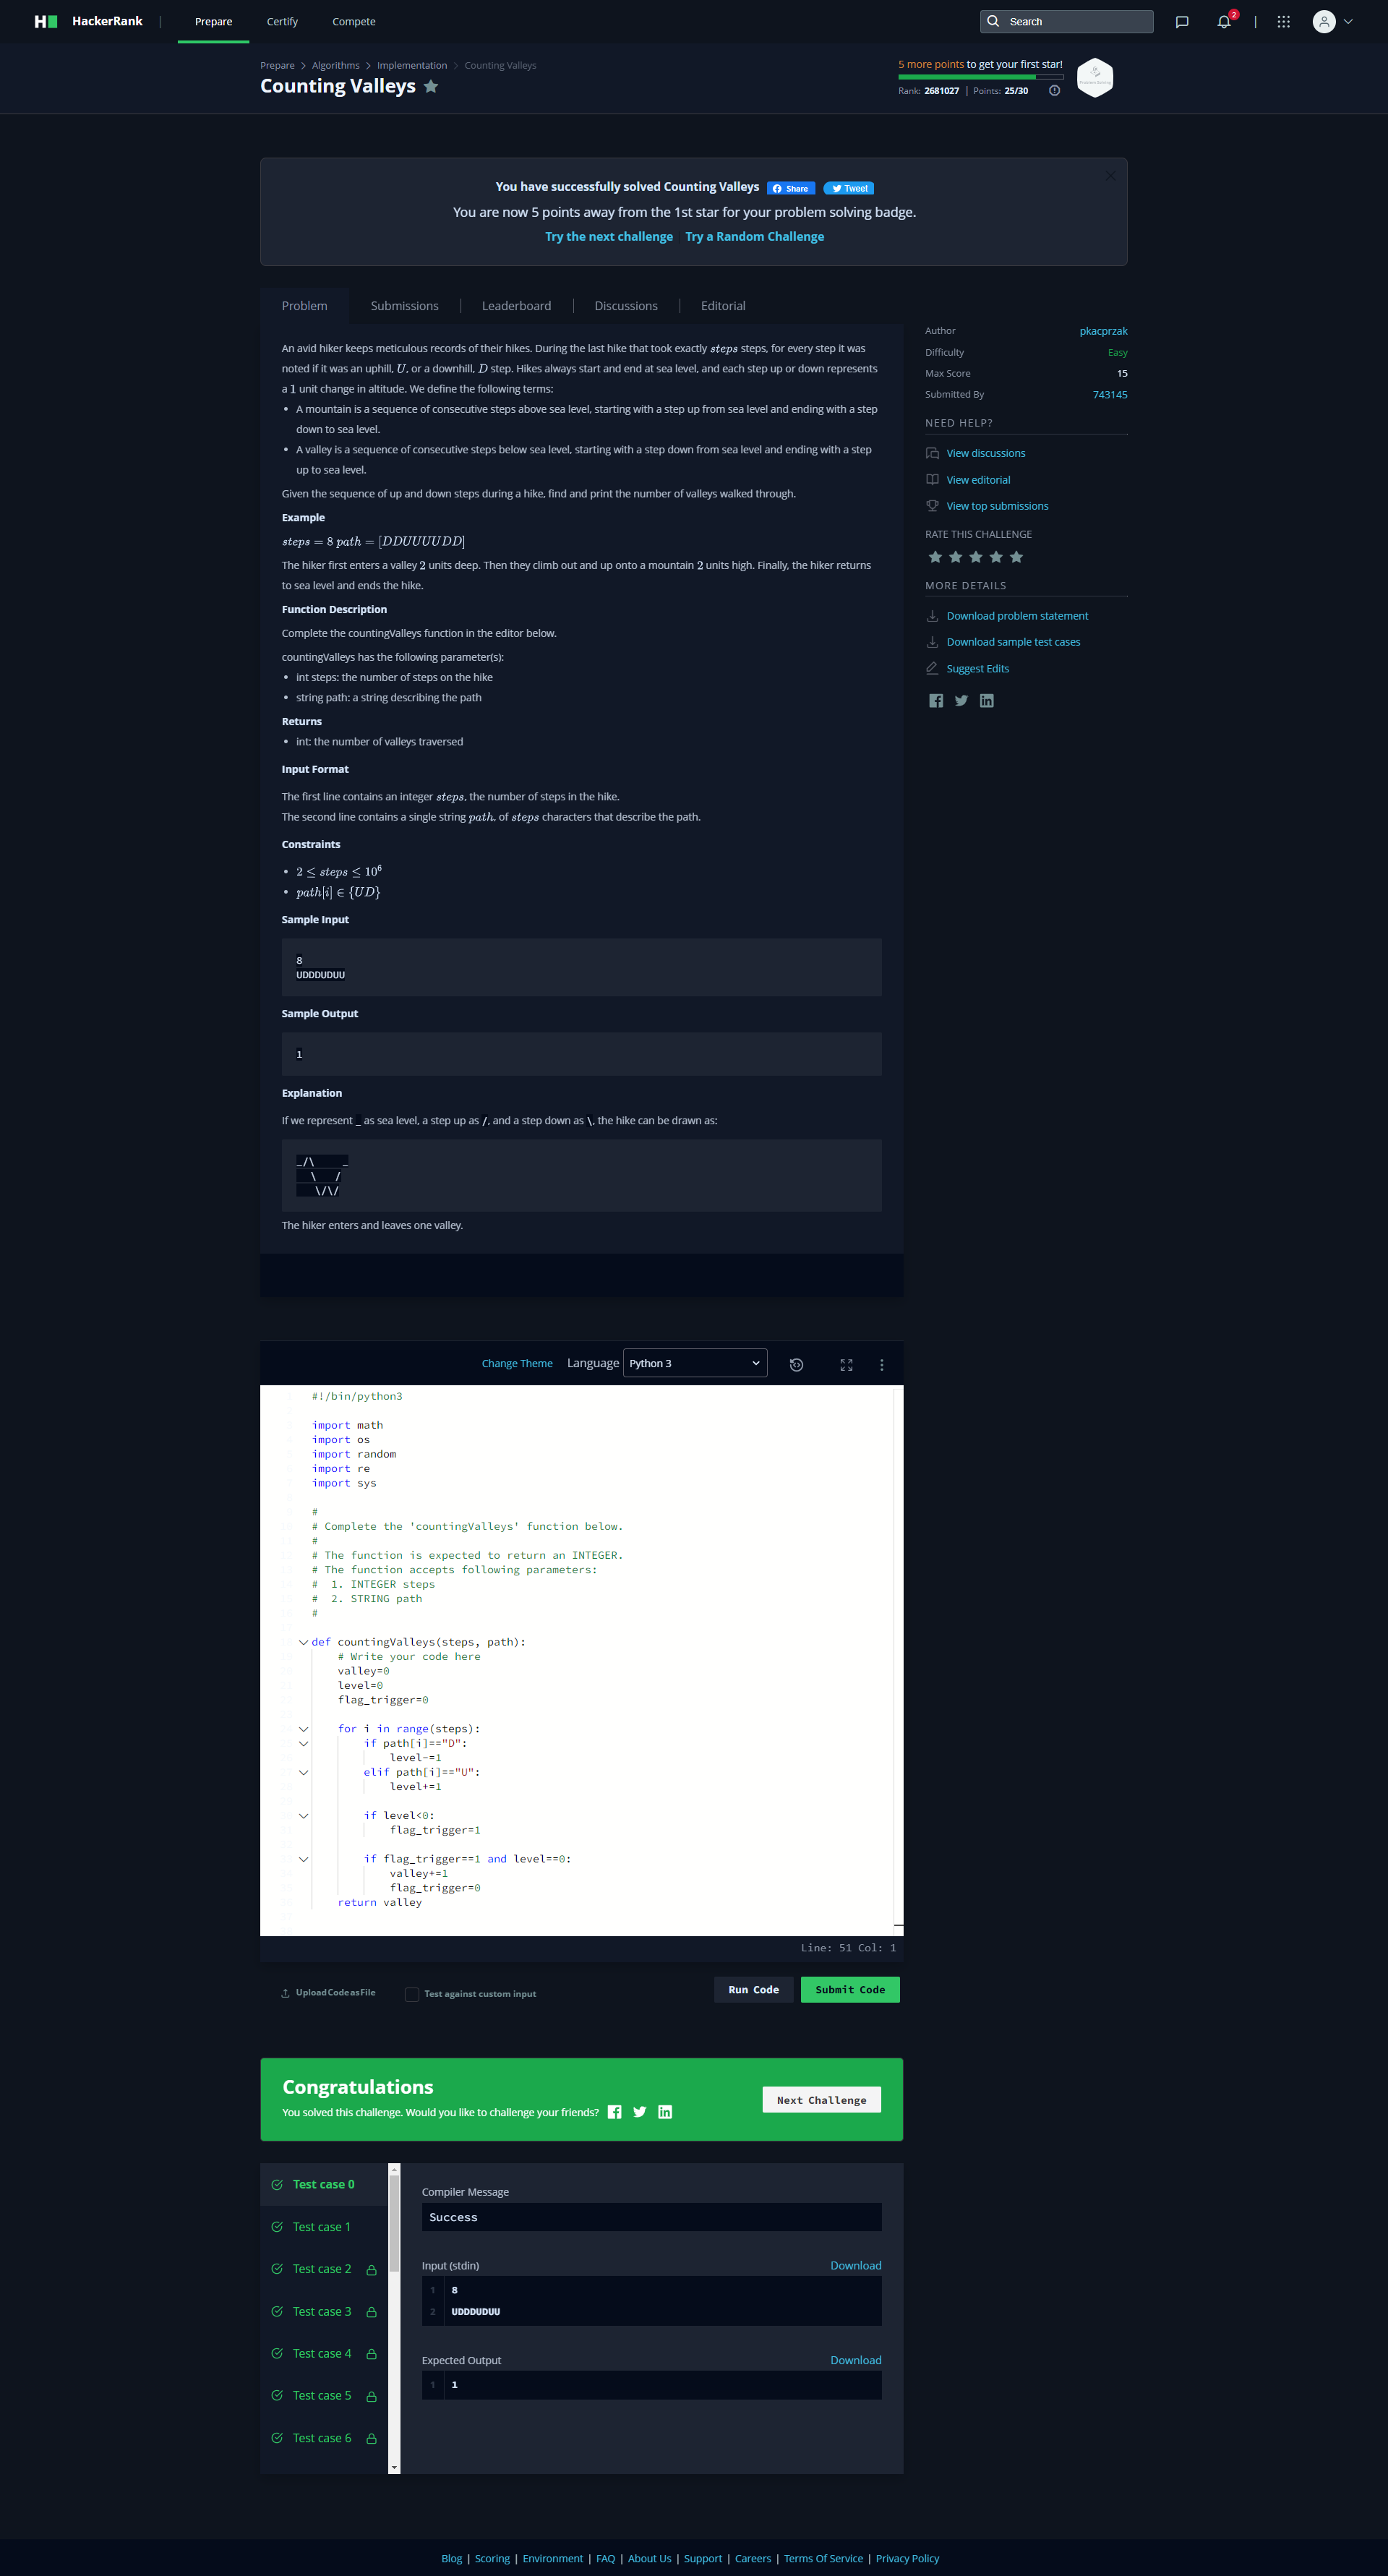 HackerRank | Prepare Certify Compete Search 2 |
Prepare > Algorithms > Implementation > Counting Valleys
Counting Valleys
5 more points to get your first star!
Rank: 2681027 | Points: 25/30
You have successfully solved Counting Valleys Share Tweet
You are now 5 points away from the 1st star for your problem solving badge.
Try the next challenge | Try a Random Challenge
Problem Submissions Leaderboard Discussions Editorial
An avid hiker keeps meticulous records of their hikes. During the last hike that took exactly steps steps, for every step it was
noted if it was an uphill, U, or a downhill, D step. Hikes always start and end at sea level, and each step up or down represents
a 1 unit change in altitude. We define the following terms:
• A mountain is a sequence of consecutive steps above sea level, starting with a step up from sea level and ending with a step
down to sea level.
• A valley is a sequence of consecutive steps below sea level, starting with a step down from sea level and ending with a step
up to sea level.
Given the sequence of up and down steps during a hike, find and print the number of valleys walked through.
Example
steps = 8 path = [DDUUUUDD]
The hiker first enters a valley 2 units deep. Then they climb out and up onto a mountain 2 units high. Finally, the hiker returns
to sea level and ends the hike.
Function Description
Complete the countingValleys function in the editor below.
countingValleys has the following parameter(s):
• int steps: the number of steps on the hike
• string path: a string describing the path
Returns
• int: the number of valleys traversed
Input Format
The first line contains an integer steps, the number of steps in the hike.
The second line contains a single string path, of steps characters that describe the path.
Constraints
• 2 ≤ steps ≤ 10⁶
• path[i] ∈ {UD}
Sample Input
8
UDDDUDUU
Sample Output
1
Explanation
If we represent _ as sea level, a step up as /, and a step down as \, the hike can be drawn as:
_/\      _
   \    /
    \/\/
The hiker enters and leaves one valley.
Author pkacprzak
Difficulty Easy
Max Score 15
Submitted By 743145
NEED HELP?
View discussions
View editorial
View top submissions
RATE THIS CHALLENGE
MORE DETAILS
Download problem statement
Download sample test cases
Suggest Edits
Change Theme Language Python 3
#!/bin/python3
import math
import os
import random
import re
import sys
#
# Complete the 'countingValleys' function below.
#
# The function is expected to return an INTEGER.
# The function accepts following parameters:
#  1. INTEGER steps
#  2. STRING path
#
def countingValleys(steps, path):
    # Write your code here
    valley=0
    level=0
    flag_trigger=0
    for i in range(steps):
        if path[i]=="D":
            level-=1
        elif path[i]=="U":
            level+=1
        if level<0:
            flag_trigger=1
        if flag_trigger==1 and level==0:
            valley+=1
            flag_trigger=0
    return valley
Line: 51 Col: 1
Upload Code as File Test against custom input Run Code Submit Code
Congratulations
You solved this challenge. Would you like to challenge your friends?
Next Challenge
Test case 0
Test case 1
Test case 2
Test case 3
Test case 4
Test case 5
Test case 6
Compiler Message
Success
Input (stdin) Download
1 8
2 UDDDUDUU
Expected Output Download
1 1
Blog | Scoring | Environment | FAQ | About Us | Support | Careers | Terms Of Service | Privacy Policy